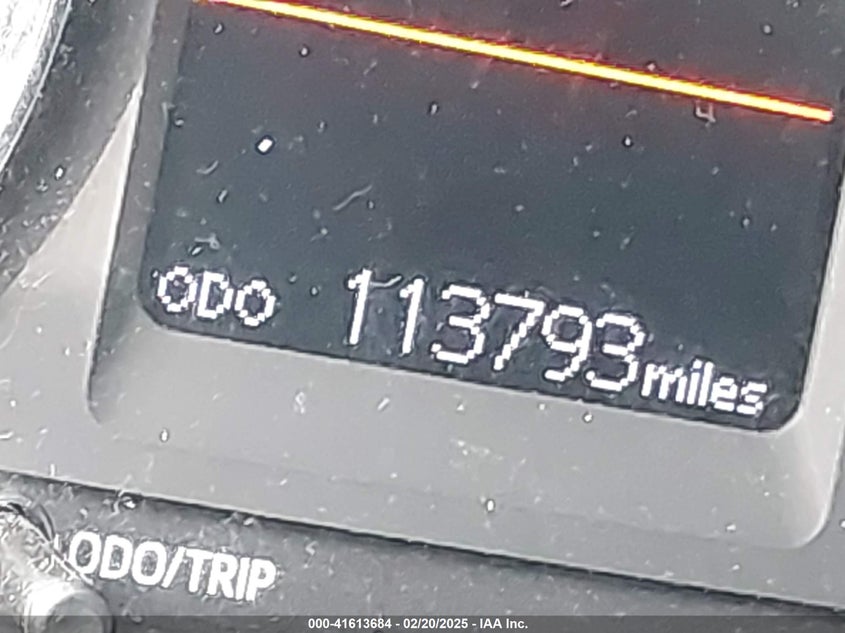 ODO 113793 miles
ODO/TRIP
000-41613684 - 02/20/2025 - IAA Inc.